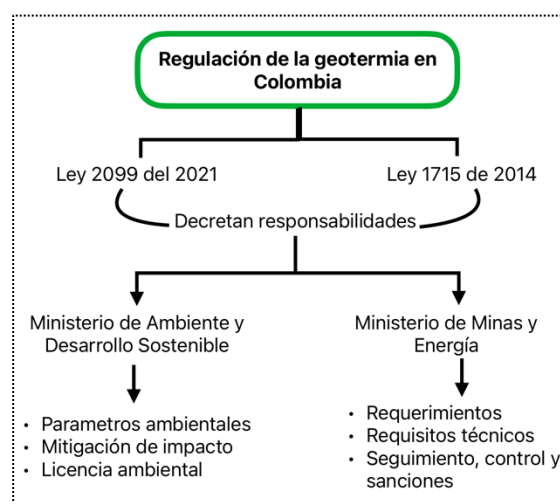 Regulación de la geotermia en
Colombia
Ley 2099 del 2021
Ley 1715 de 2014
Decretan responsabilidades
Ministerio de Ambiente y
Desarrollo Sostenible
Ministerio de Minas y
Energía
• Parametros ambientales
• Mitigación de impacto
• Licencia ambiental
• Requerimientos
• Requisitos técnicos
• Seguimiento, control y
sanciones